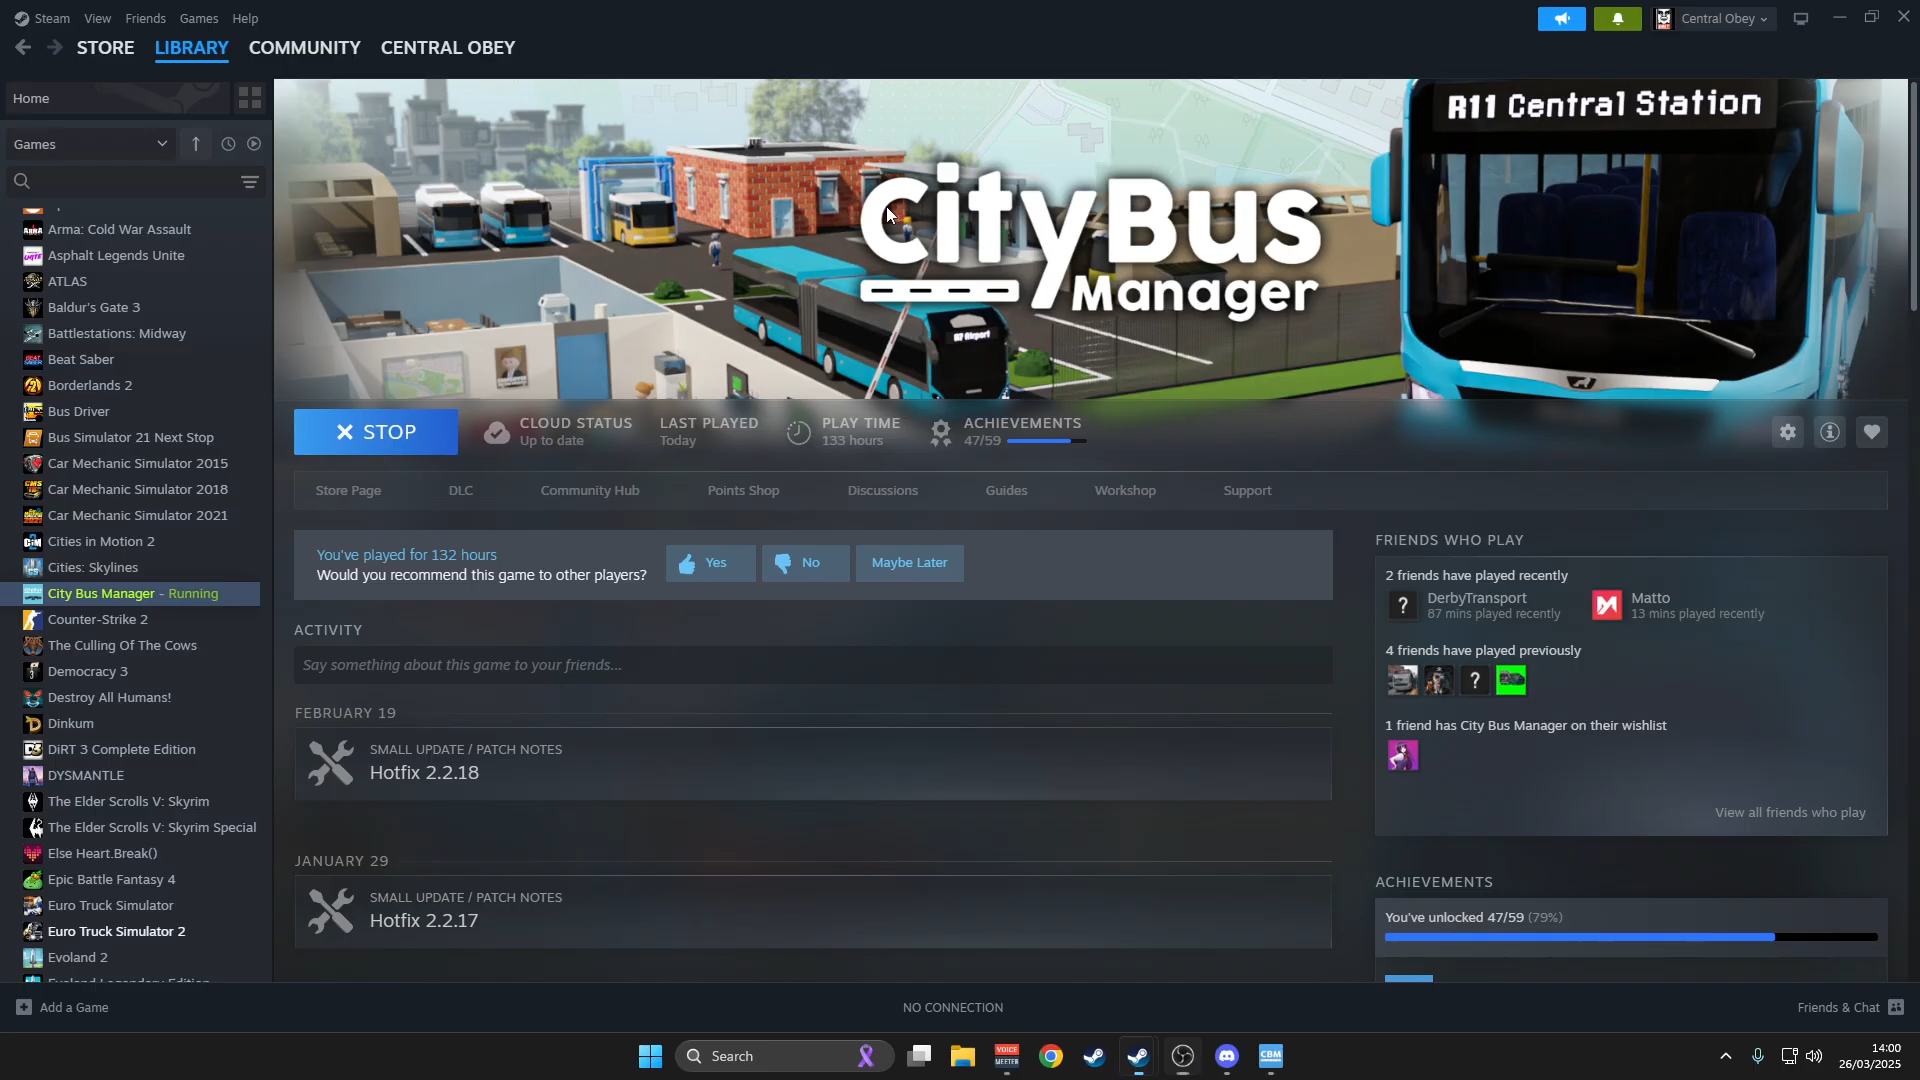 Steam View Friends Games Help
Central Obey
STORE LIBRARY COMMUNITY CENTRAL OBEY
Home
Games
Arma: Cold War Assault
Asphalt Legends Unite
ATLAS
Baldur's Gate 3
Battlestations: Midway
Beat Saber
Borderlands 2
Bus Driver
Bus Simulator 21 Next Stop
Car Mechanic Simulator 2015
Car Mechanic Simulator 2018
Car Mechanic Simulator 2021
Cities in Motion 2
Cities: Skylines
City Bus Manager - Running
Counter-Strike 2
The Culling Of The Cows
Democracy 3
Destroy All Humans!
Dinkum
DiRT 3 Complete Edition
DYSMANTLE
The Elder Scrolls V: Skyrim
The Elder Scrolls V: Skyrim Special
Else Heart.Break()
Epic Battle Fantasy 4
Euro Truck Simulator
Euro Truck Simulator 2
Evoland 2
Evoland Legendary Edition
Add a Game
R11 Central Station
CityBus
Manager
R7 Airport
STOP
CLOUD STATUS
Up to date
LAST PLAYED
Today
PLAY TIME
133 hours
ACHIEVEMENTS
47/59
Store Page DLC Community Hub Points Shop Discussions Guides Workshop Support
You've played for 132 hours
Would you recommend this game to other players?
Yes
No
Maybe Later
ACTIVITY
Say something about this game to your friends...
FEBRUARY 19
SMALL UPDATE / PATCH NOTES
Hotfix 2.2.18
JANUARY 29
SMALL UPDATE / PATCH NOTES
Hotfix 2.2.17
FRIENDS WHO PLAY
2 friends have played recently
DerbyTransport
87 mins played recently
Matto
13 mins played recently
4 friends have played previously
1 friend has City Bus Manager on their wishlist
View all friends who play
ACHIEVEMENTS
You've unlocked 47/59 (79%)
NO CONNECTION
Friends & Chat
Search
VOICE
MEETER
CBM
14:00
26/03/2025